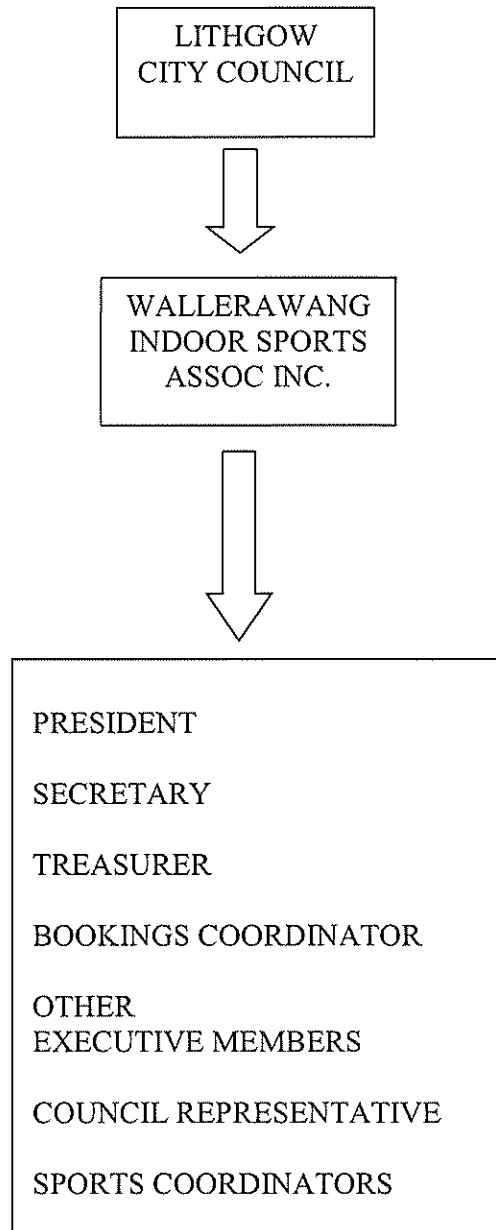 LITHGOW
CITY COUNCIL
WALLERAWANG
INDOOR SPORTS
ASSOC INC.
PRESIDENT
SECRETARY
TREASURER
BOOKINGS COORDINATOR
OTHER
EXECUTIVE MEMBERS
COUNCIL REPRESENTATIVE
SPORTS COORDINATORS